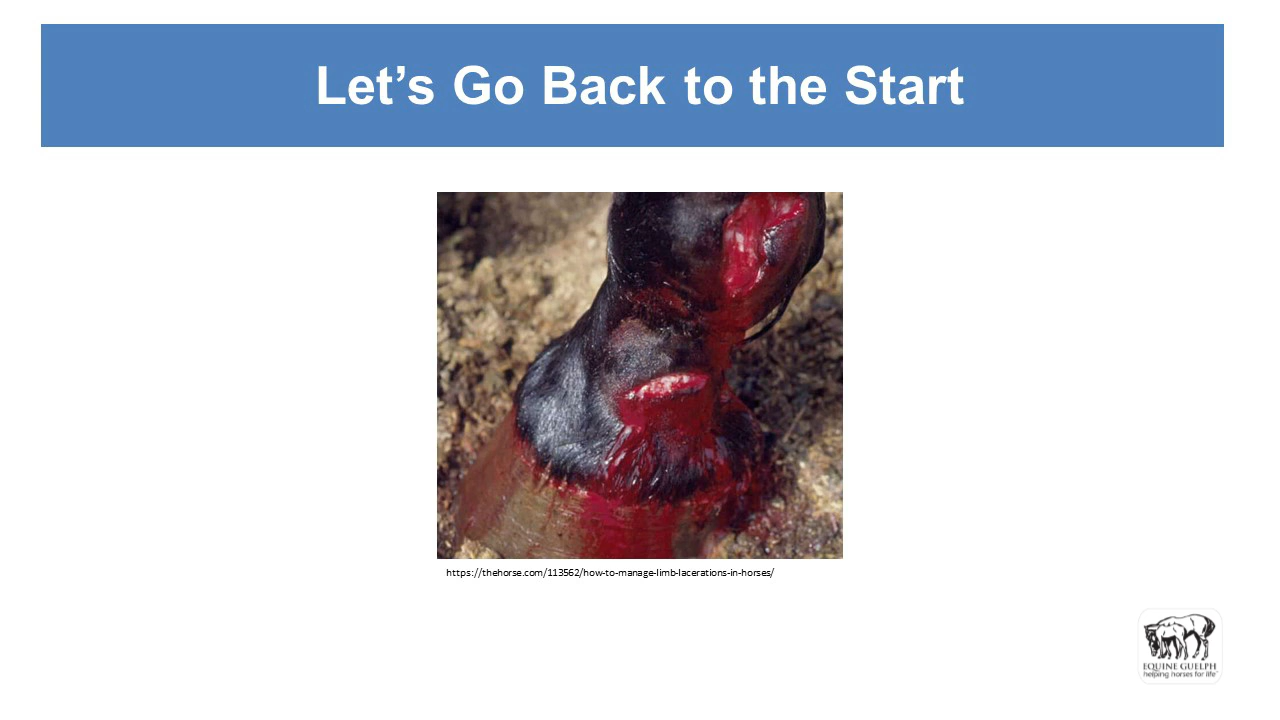 Let’s Go Back to the Start
https://thehorse.com/113562/how-to-manage-limb-lacerations-in-horses/
EQUINE GUELPH
helping horses for life™